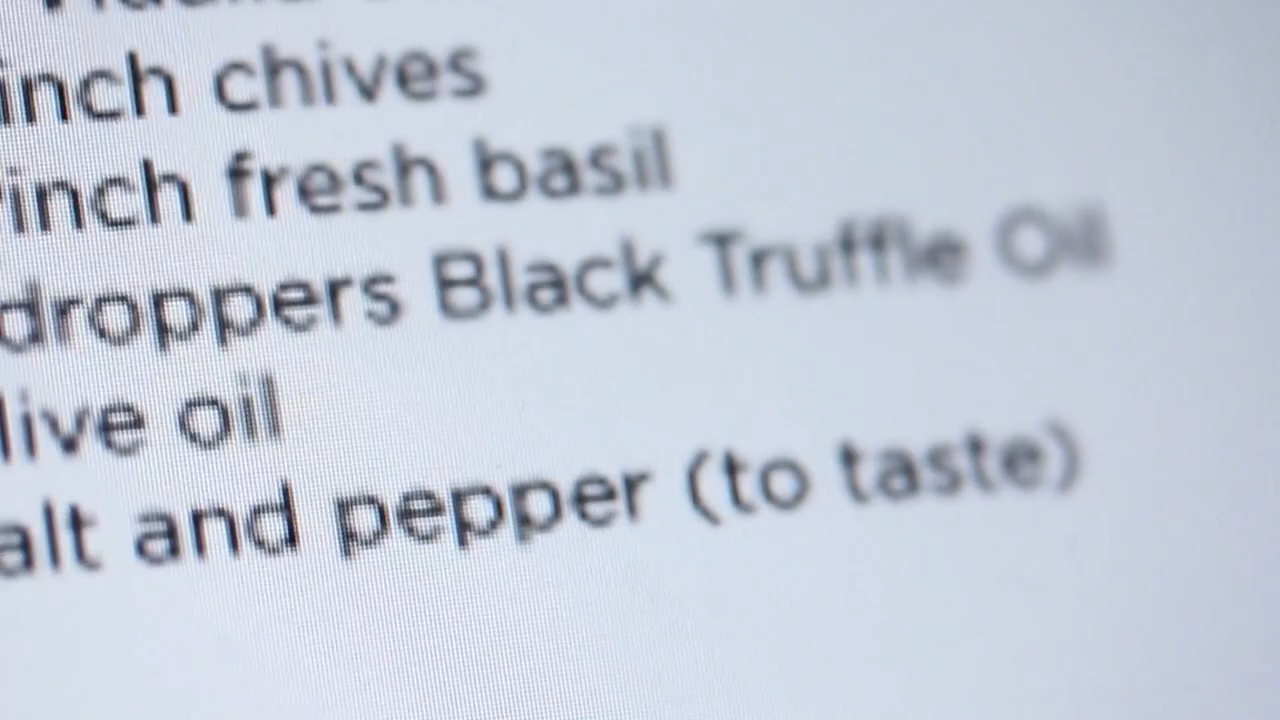 inch chives
inch fresh basil
droppers Black Truffle Oil
live oil
alt and pepper (to taste)